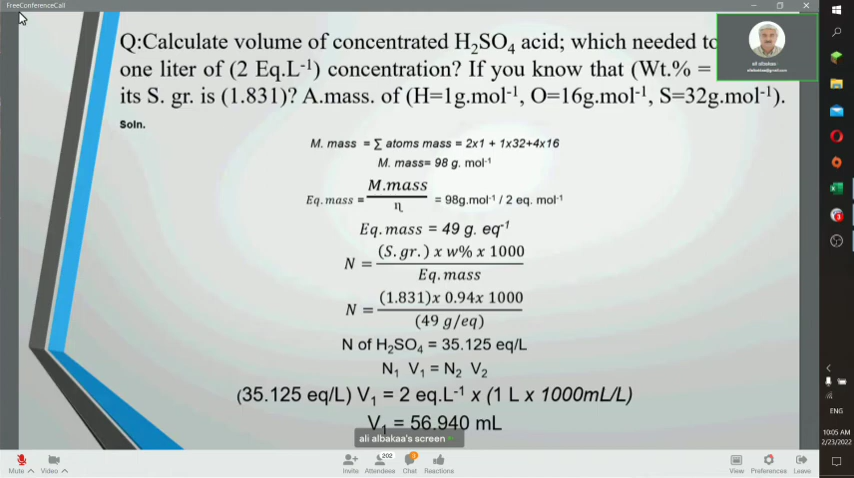 FreeConferenceCall
Q:Calculate volume of concentrated H₂SO₄ acid; which needed to
one liter of (2 Eq.L⁻¹) concentration? If you know that (Wt.% =
its S. gr. is (1.831)? A.mass. of (H=1g.mol⁻¹, O=16g.mol⁻¹, S=32g.mol⁻¹).
ali albakaa
Soln.
M. mass = ∑ atoms mass = 2x1 + 1x32+4x16
M. mass= 98 g. mol⁻¹
Eq.mass = M.mass / η = 98g.mol⁻¹ / 2 eq. mol⁻¹
Eq.mass = 49 g. eq⁻¹
N = (S.gr.) x w% x 1000 / Eq.mass
N = (1.831)x 0.94x 1000 / (49 g/eq)
N of H₂SO₄ = 35.125 eq/L
N₁ V₁ = N₂ V₂
(35.125 eq/L) V₁ = 2 eq.L⁻¹ x (1 L x 1000mL/L)
V₁ = 56.940 mL
ali albakaa's screen
Mute
Video
Invite
202
Attendees
Chat
Reactions
View
Preferences
Leave
ENG
10:05 AM
2/23/2022